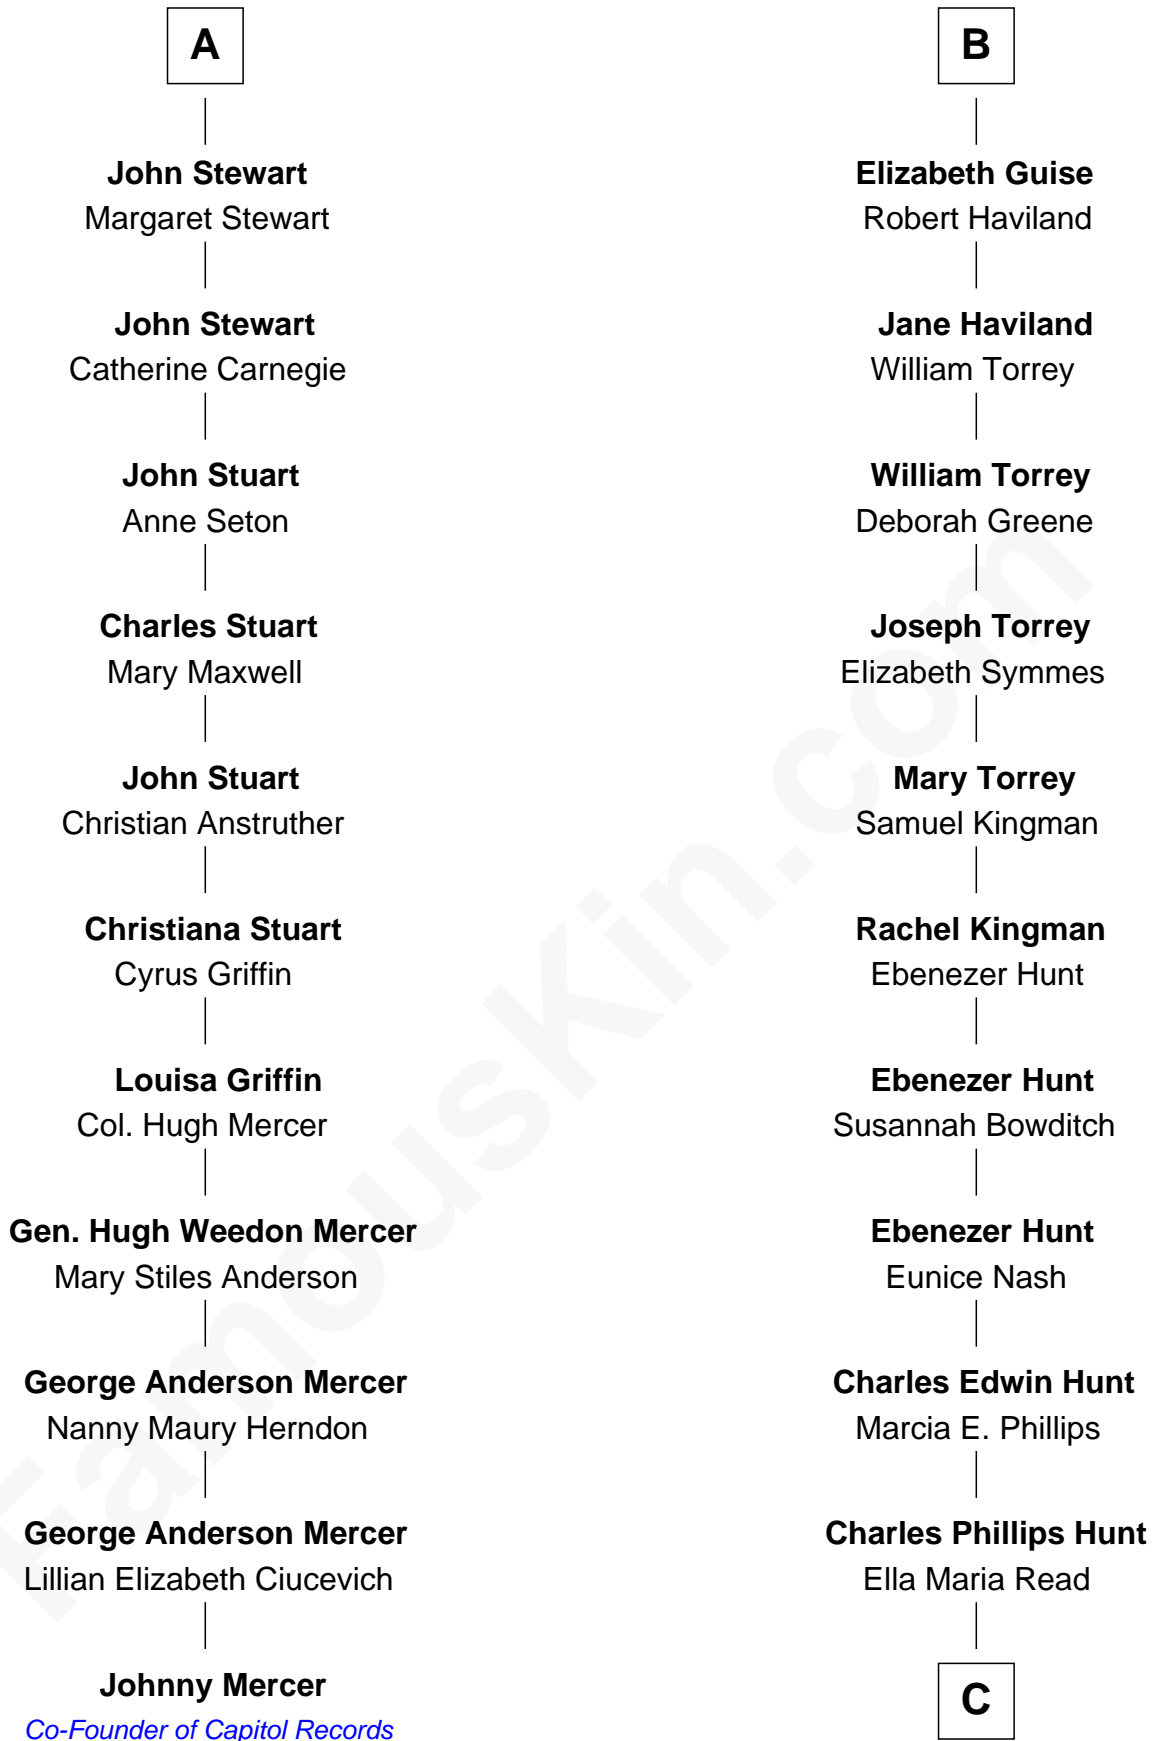 A
John Stewart
Margaret Stewart
John Stewart
Catherine Carnegie
John Stuart
Anne Seton
Charles Stuart
Mary Maxwell
John Stuart
Christian Anstruther
Christiana Stuart
Cyrus Griffin
Louisa Griffin
Col. Hugh Mercer
Gen. Hugh Weedon Mercer
Mary Stiles Anderson
George Anderson Mercer
Nanny Maury Herndon
George Anderson Mercer
Lillian Elizabeth Ciucevich
Johnny Mercer
Co-Founder of Capitol Records
B
Elizabeth Guise
Robert Haviland
Jane Haviland
William Torrey
William Torrey
Deborah Greene
Joseph Torrey
Elizabeth Symmes
Mary Torrey
Samuel Kingman
Rachel Kingman
Ebenezer Hunt
Ebenezer Hunt
Susannah Bowditch
Ebenezer Hunt
Eunice Nash
Charles Edwin Hunt
Marcia E. Phillips
Charles Phillips Hunt
Ella Maria Read
C
FamousKin.com